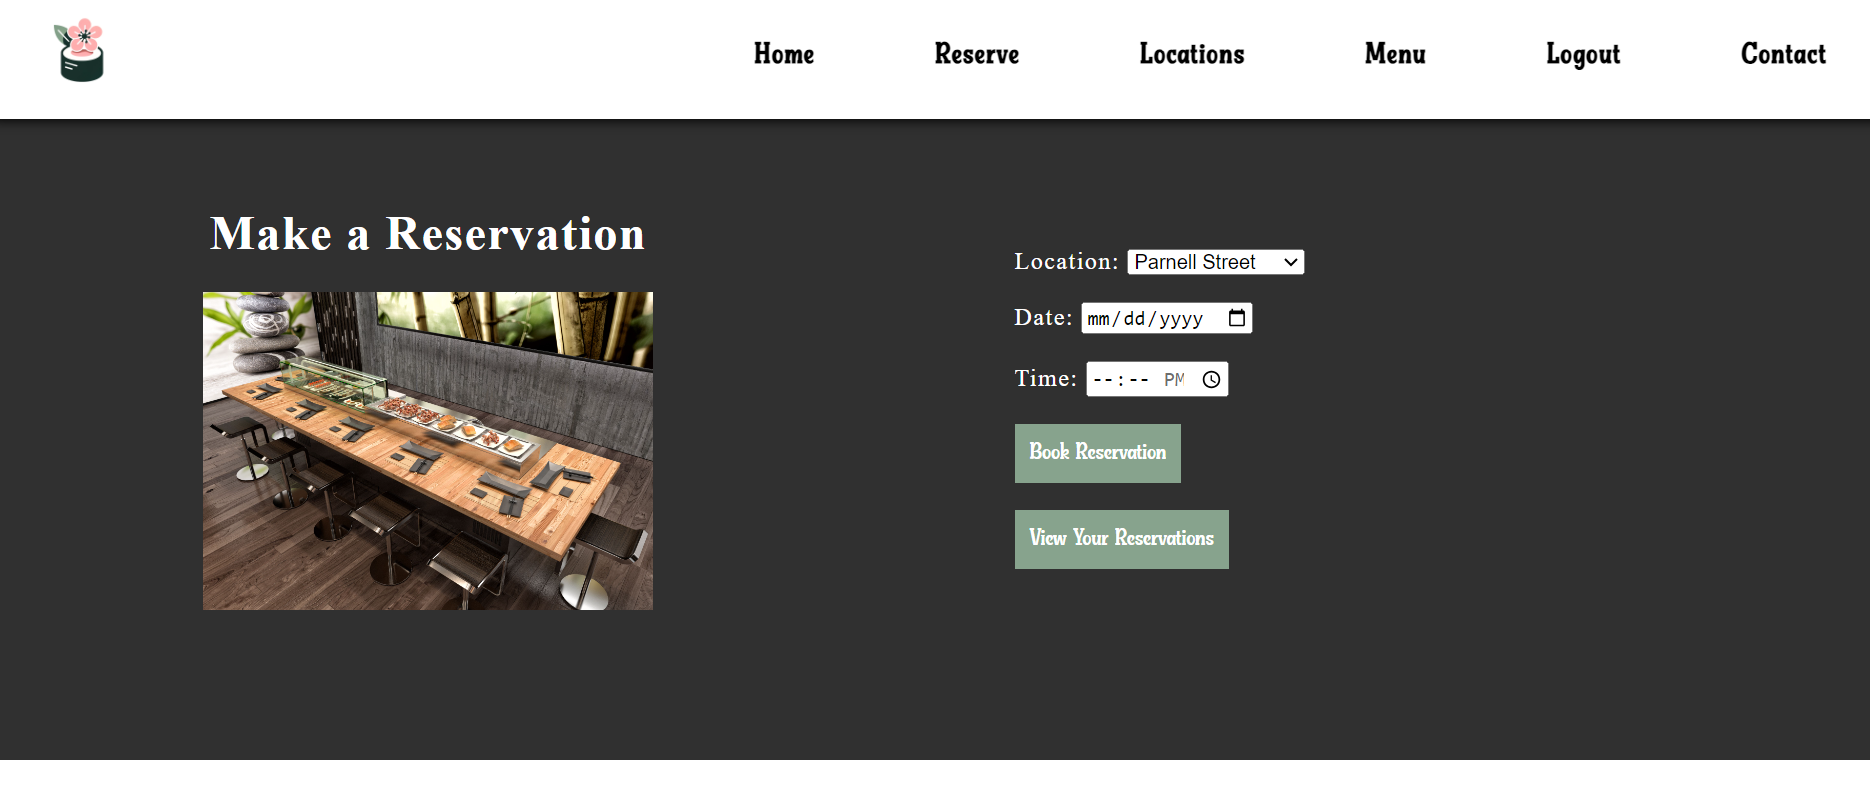 Home Reserve Locations Menu Logout Contact
Make a Reservation
Location: Parnell Street
Date: mm/dd/yyyy
Time: --:-- PM
Book Reservation
View Your Reservations